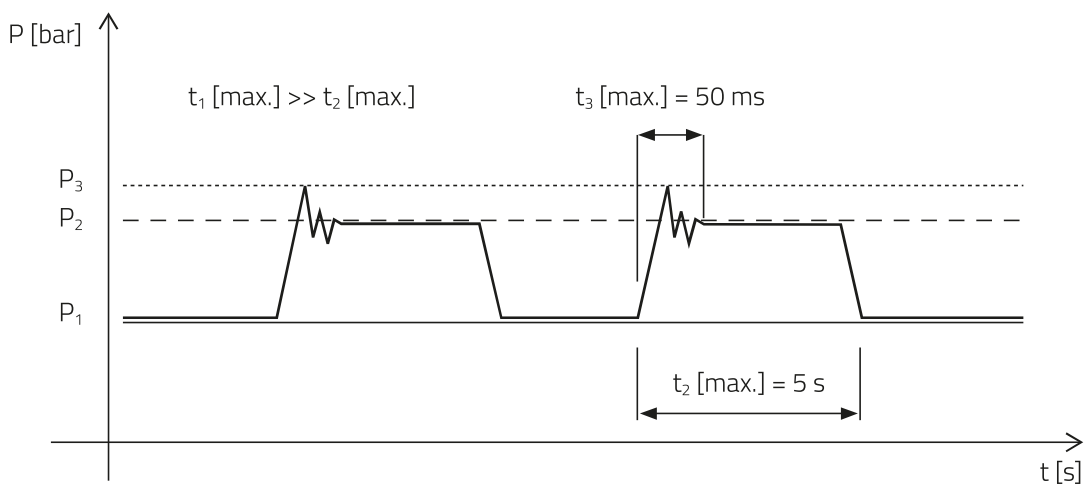 P [bar]
t₁ [max.] >> t₂ [max.]
t₃ [max.] = 50 ms
P₃
P₂
P₁
t₂ [max.] = 5 s
t [s]